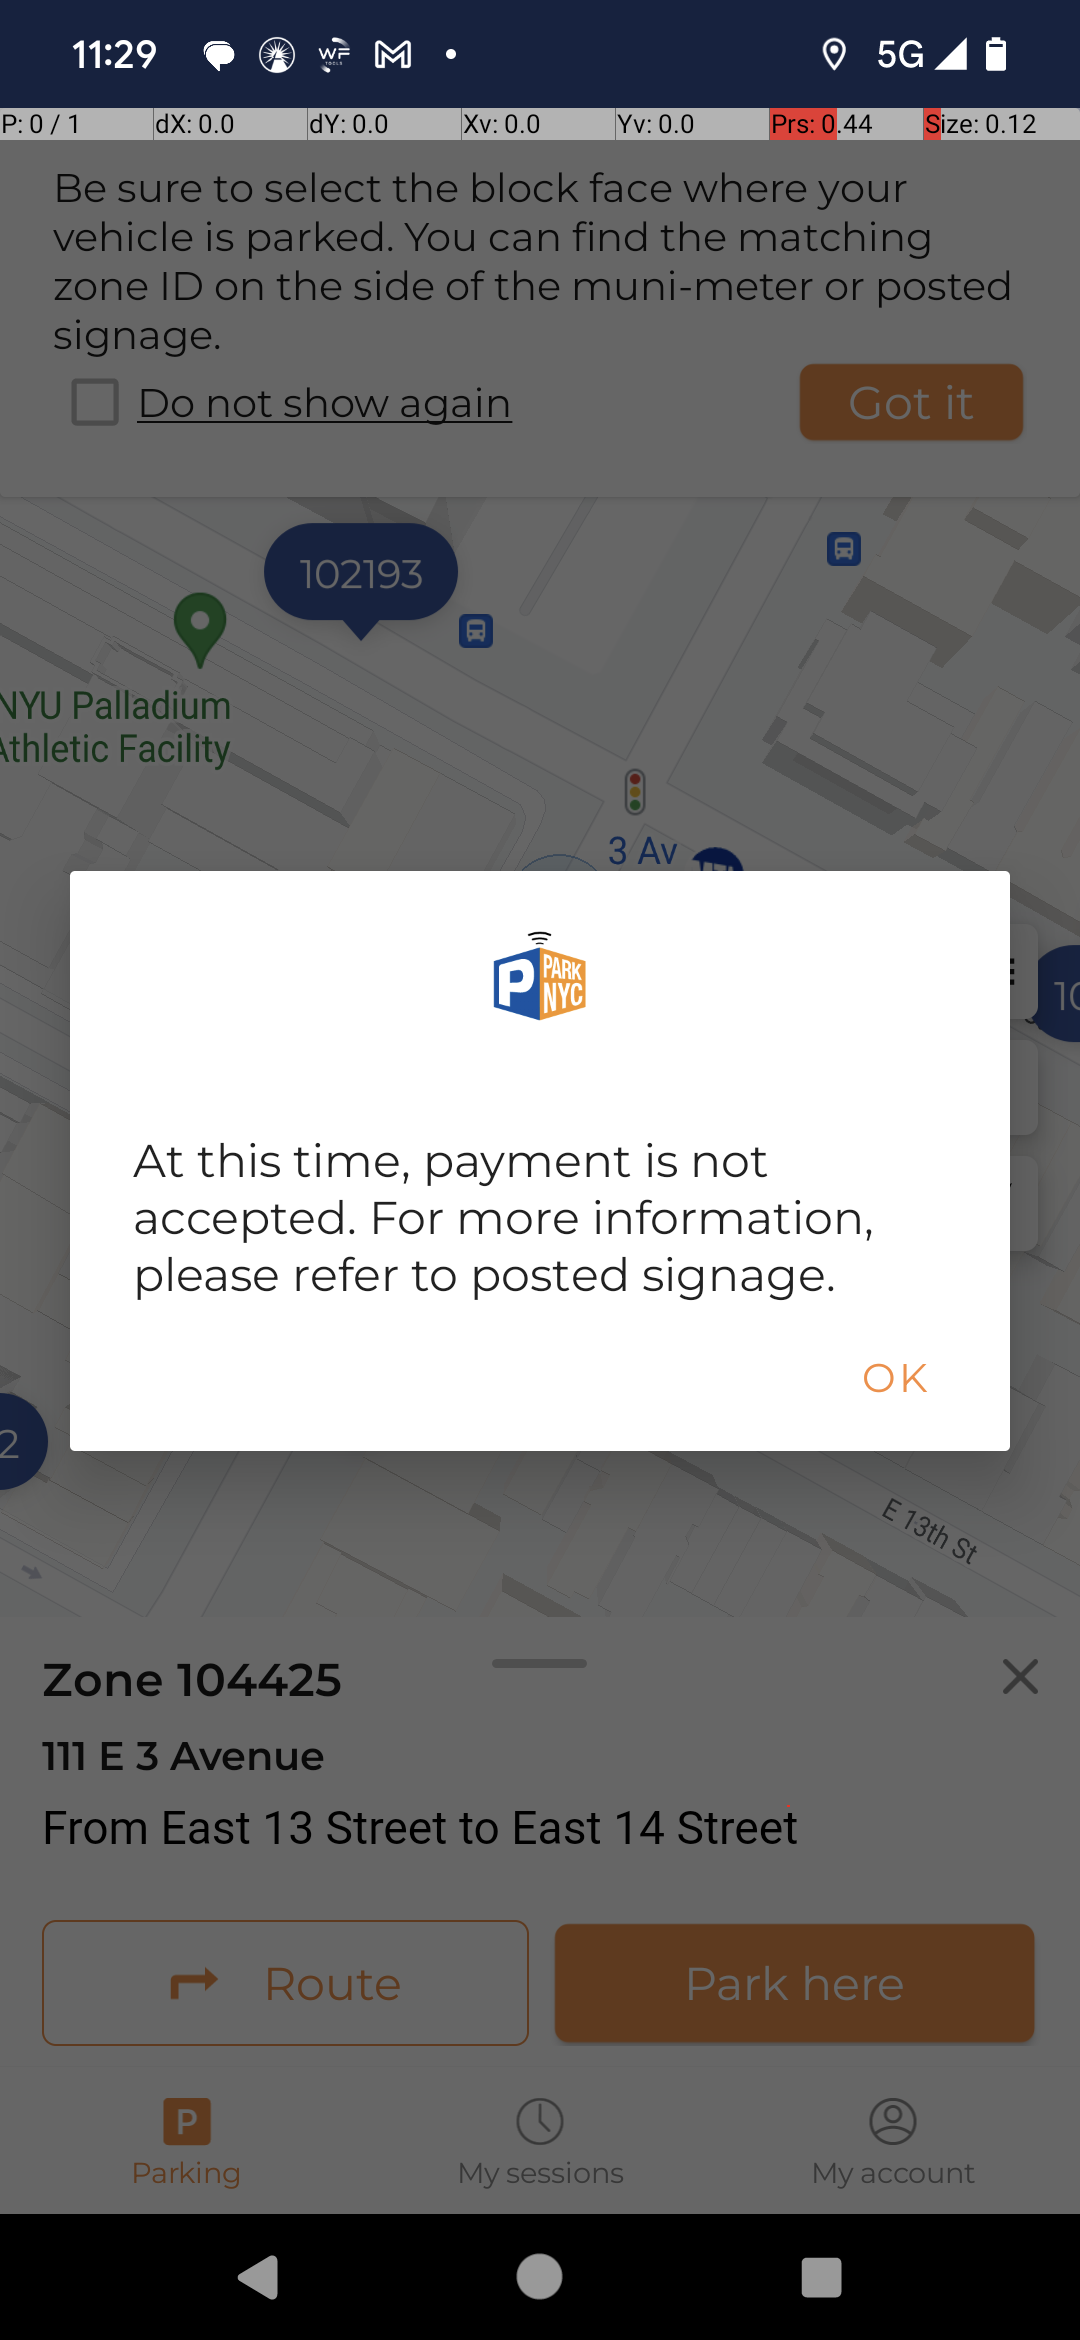 11:29
WF
TOOLS
5G
P: 0 / 1
dX: 0.0
dY: 0.0
Xv: 0.0
Yv: 0.0
Prs: 0.44
Size: 0.12
Be sure to select the block face where your
vehicle is parked. You can find the matching
zone ID on the side of the muni-meter or posted
signage.
Do not show again
Got it
102193
NYU Palladium
Athletic Facility
3 Av
10
P PARK
NYC
At this time, payment is not
accepted. For more information,
please refer to posted signage.
OK
2
E 13th St
Zone 104425
111 E 3 Avenue
From East 13 Street to East 14 Street
Route
Park here
P
Parking
My sessions
My account